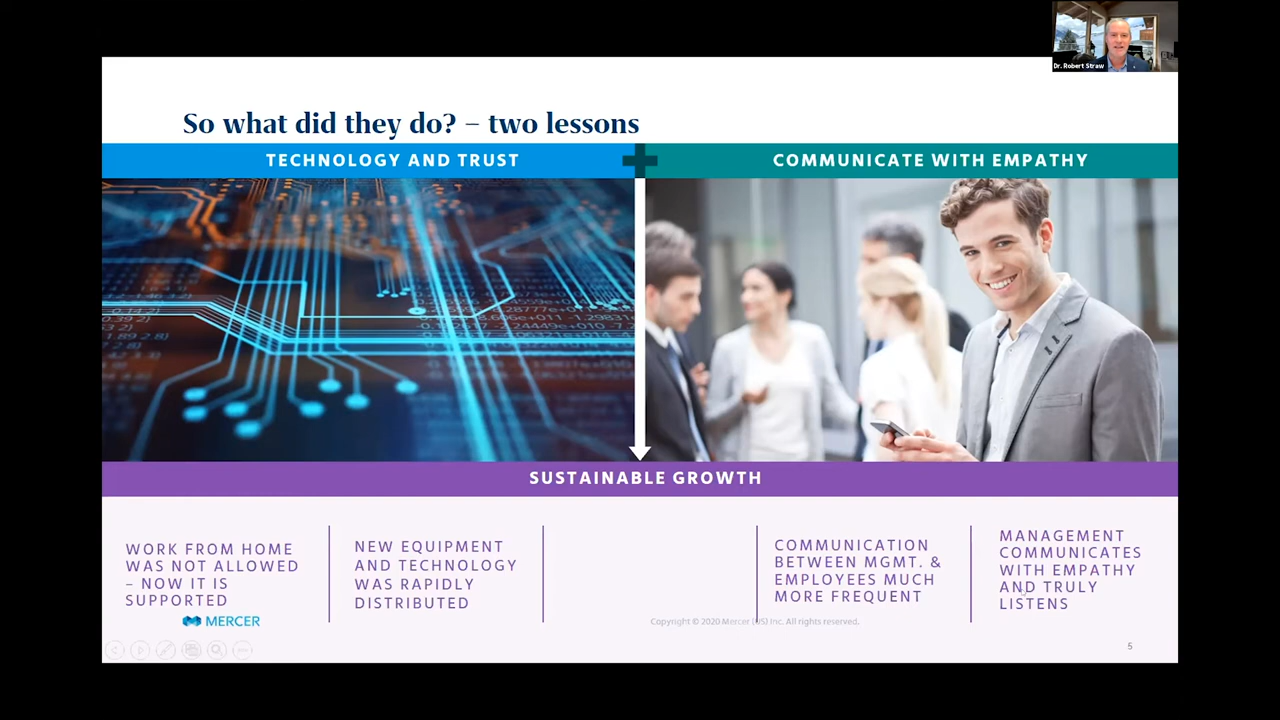 Dr. Robert Straw
So what did they do? – two lessons
TECHNOLOGY AND TRUST
COMMUNICATE WITH EMPATHY
SUSTAINABLE GROWTH
WORK FROM HOME
WAS NOT ALLOWED
– NOW IT IS
SUPPORTED
NEW EQUIPMENT
AND TECHNOLOGY
WAS RAPIDLY
DISTRIBUTED
COMMUNICATION
BETWEEN MGMT. &
EMPLOYEES MUCH
MORE FREQUENT
MANAGEMENT
COMMUNICATES
WITH EMPATHY
AND TRULY
LISTENS
MERCER
Copyright © 2020 Mercer (US) Inc. All rights reserved.
5